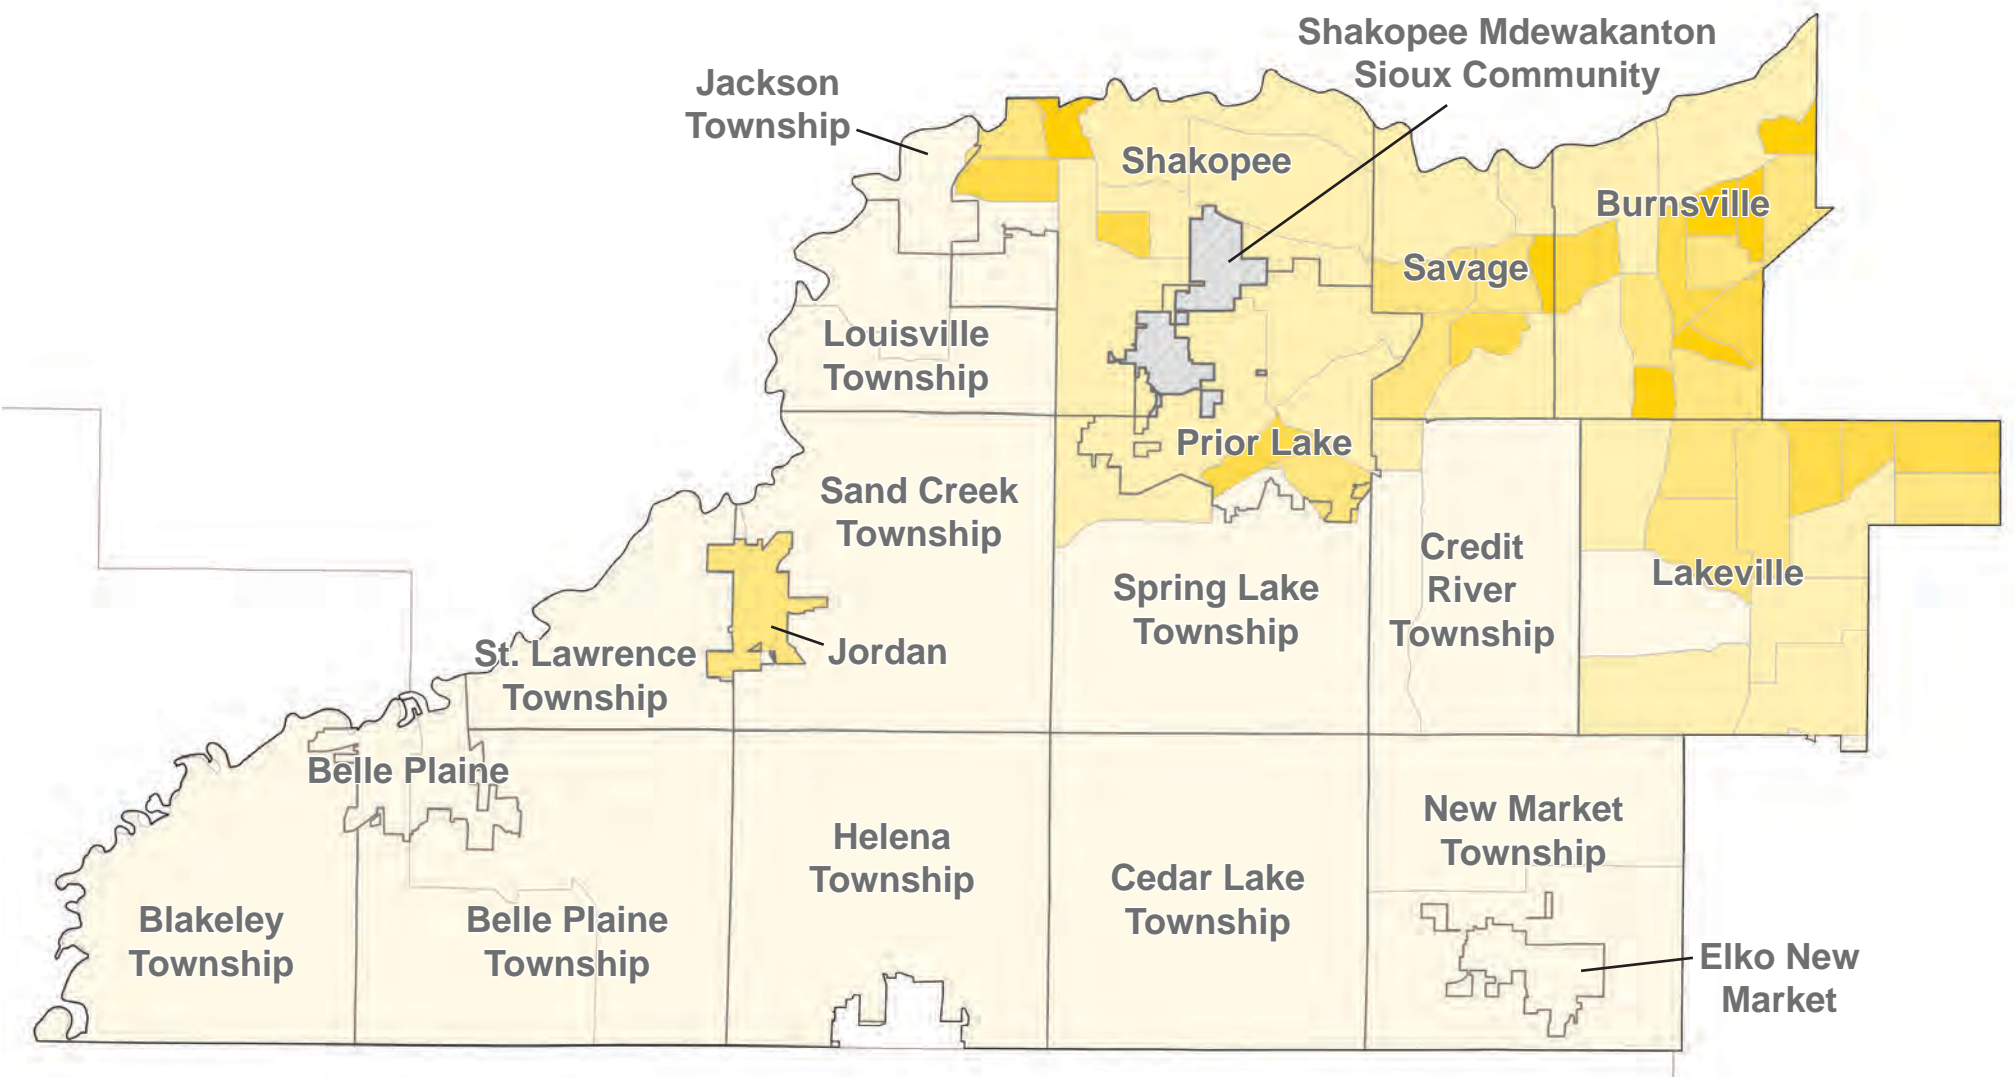 Shakopee Mdewakanton
Sioux Community
Jackson
Township
Shakopee
Burnsville
Savage
Louisville
Township
Prior Lake
Sand Creek
Township
Credit
River
Township
Lakeville
Spring Lake
Township
St. Lawrence
Township
Jordan
Belle Plaine
New Market
Township
Helena
Township
Cedar Lake
Township
Blakeley
Township
Belle Plaine
Township
Elko New
Market